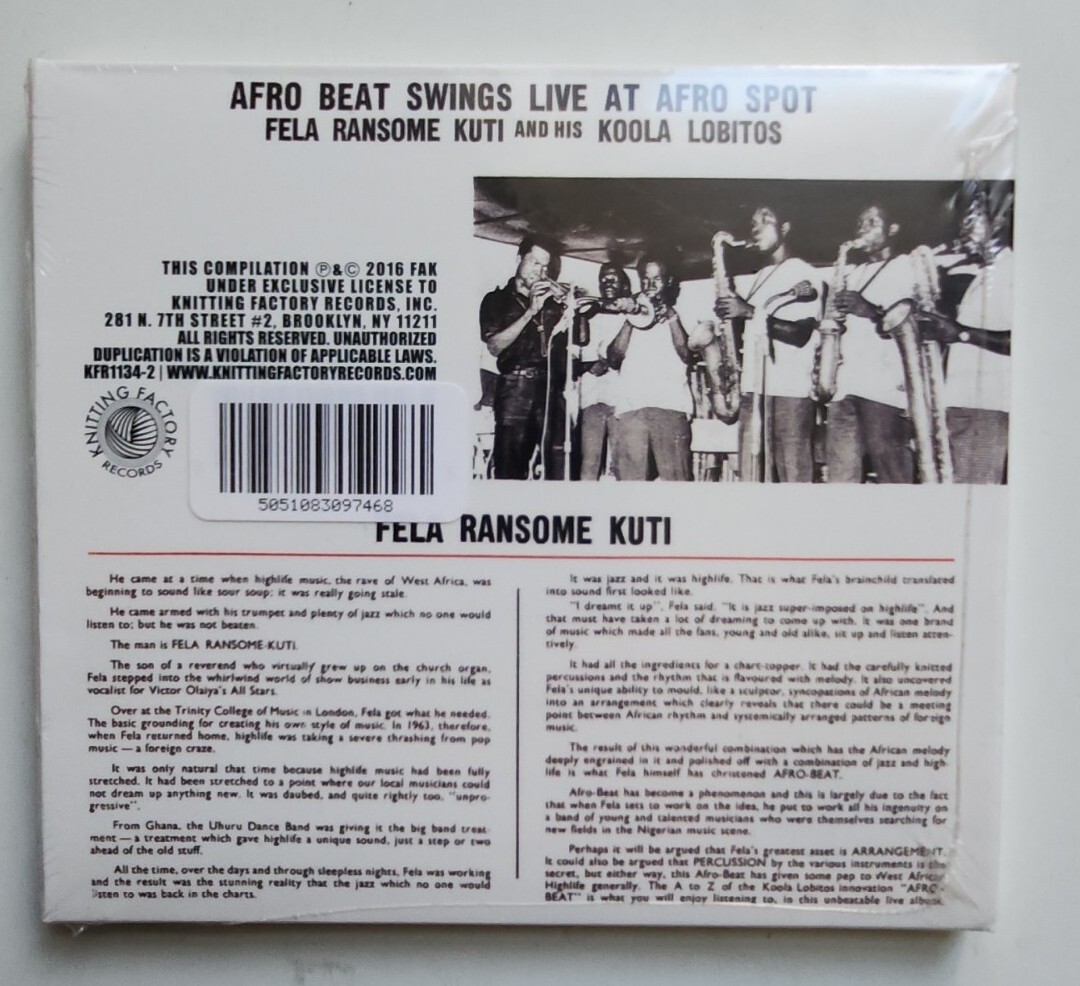 AFRO BEAT SWINGS LIVE AT AFRO SPOT
FELA RANSOME KUTI AND HIS KOOLA LOBITOS
THIS COMPILATION Ⓟ&© 2016 FAK
UNDER EXCLUSIVE LICENSE TO
KNITTING FACTORY RECORDS, INC.
281 N. 7TH STREET #2, BROOKLYN, NY 11211
ALL RIGHTS RESERVED. UNAUTHORIZED
DUPLICATION IS A VIOLATION OF APPLICABLE LAWS.
KFR1134-2 | WWW.KNITTINGFACTORYRECORDS.COM
KNITTING FACTORY
RECORDS
5051083097468
FELA RANSOME KUTI
He came at a time when highlife music, the rave of West Africa, was
beginning to sound like sour soup; it was really going stale.
He came armed with his trumpet and plenty of jazz which no one would
listen to; but he was not beaten.
The man is FELA RANSOME-KUTI.
The son of a reverend who virtually grew up on the church organ,
Fela stepped into the whirlwind world of show business early in his life as
vocalist for Victor Olaiya's All Stars.
Over at the Trinity College of Music in London, Fela got what he needed.
The basic grounding for creating his own style of music. In 1963, therefore,
when Fela returned home, highlife was taking a severe thrashing from pop
music — a foreign craze.
It was only natural that time because highlife music had been fully
stretched. It had been stretched to a point where our local musicians could
not dream up anything new. It was daubed, and quite rightly too, "unpro-
gressive".
From Ghana, the Uhuru Dance Band was giving it the big band treat-
ment — a treatment which gave highlife a unique sound, just a step or two
ahead of the old stuff.
All the time, over the days and through sleepless nights, Fela was working
and the result was the stunning reality that the jazz which no one would
listen to was back in the charts.
It was jazz and it was highlife. That is what Fela's brainchild translated
into sound first looked like.
"I dreamt it up", Fela said. "It is jazz super-imposed on highlife". And
that must have taken a lot of dreaming to come up with. It was one brand
of music which made all the fans, young and old alike, sit up and listen atten-
tively.
It had all the ingredients for a chart-topper. It had the carefully knitted
percussions and the rhythm that is flavoured with melody. It also uncovered
Fela's unique ability to mould, like a sculptor, syncopations of African melody
into an arrangement which clearly reveals that there could be a meeting
point between African rhythm and systemically arranged patterns of foreign
music.
The result of this wonderful combination which has the African melody
deeply engrained in it and polished off with a combination of jazz and high-
life is what Fela himself has christened AFRO-BEAT.
Afro-Beat has become a phenomenon and this is largely due to the fact
that when Fela sets to work on the idea, he put to work all his ingenuity on
a band of young and talented musicians who were themselves searching for
new fields in the Nigerian music scene.
Perhaps it will be argued that Fela's greatest asset is ARRANGEMENT.
It could also be argued that PERCUSSION by the various instruments is the
secret, but either way, this Afro-Beat has given some pep to West African
Highlife generally. The A to Z of the Koola Lobitos innovation "AFRO-
BEAT" is what you will enjoy listening to, in this unbeatable live album.